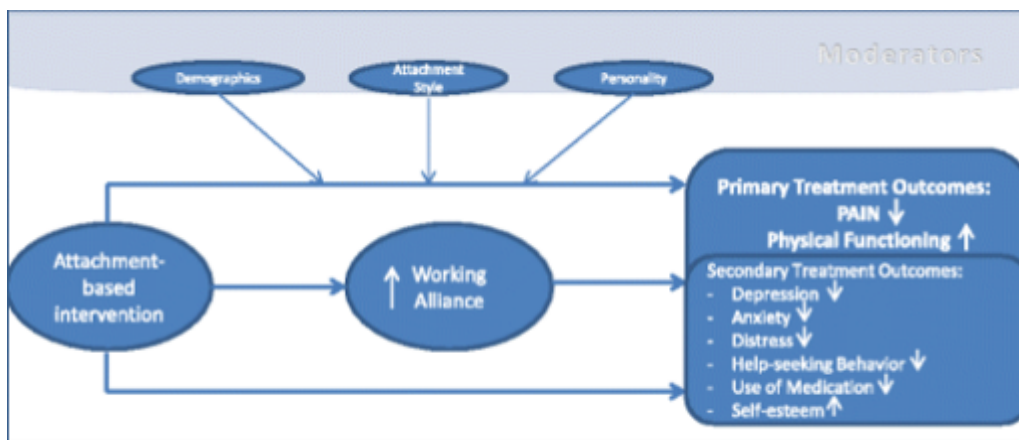 Moderators
Demographics
Attachment
Style
Personality
Attachment-
based
intervention
↑ Working
Alliance
Primary Treatment Outcomes:
PAIN ↓
Physical Functioning ↑
Secondary Treatment Outcomes:
- Depression ↓
- Anxiety ↓
- Distress ↓
- Help-seeking Behavior ↓
- Use of Medication ↓
- Self-esteem ↑